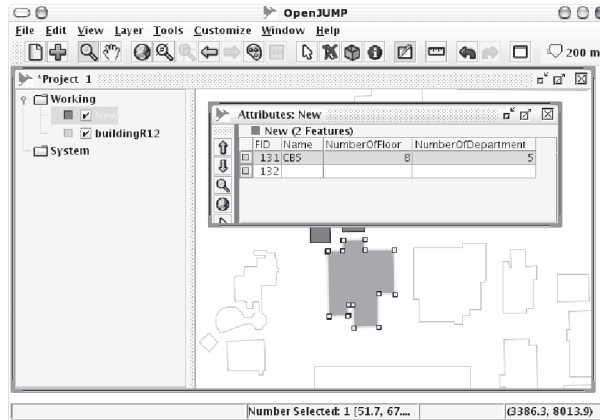 OpenJUMP
File Edit View Layer Tools Customize Window Help
200 m
*Project 1
Working
New
buildingR12
System
Attributes: New
New (2 Features)
FID Name NumberOfFloor NumberOfDepartment
131 CB5 8 5
132
Number Selected: 1 [51.7, 67.... (3386.3, 8013.9)